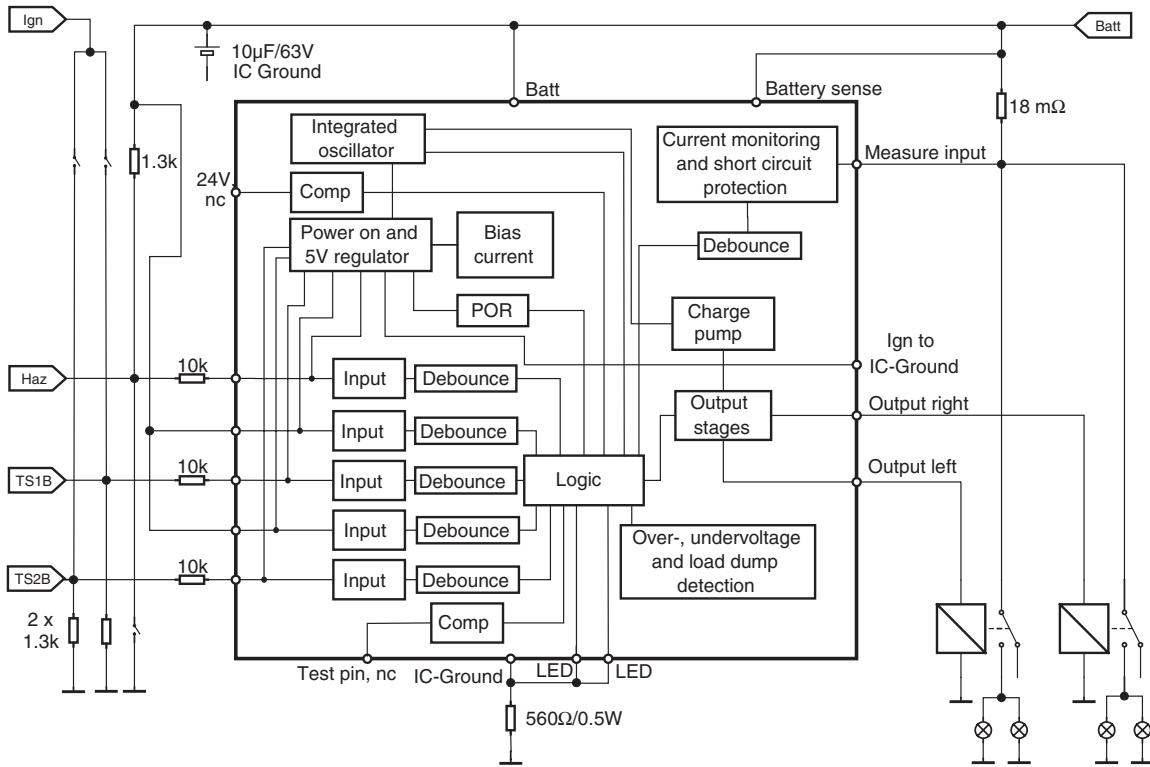 Ign
Batt
10µF/63V
IC Ground
Batt
Battery sense
18 mΩ
Integrated
oscillator
Current monitoring
and short circuit
protection
Measure input
1.3k
24V
nc
Comp
Power on and
5V regulator
Bias
current
Debounce
POR
Charge
pump
Ign to
IC-Ground
Haz
10k
Input
Debounce
Output
stages
Output right
Input
Debounce
TS1B
10k
Input
Debounce
Logic
Output left
Input
Debounce
Over-, undervoltage
and load dump
detection
TS2B
10k
Input
Debounce
2 x
1.3k
Comp
Test pin, nc
IC-Ground
LED
LED
560Ω/0.5W